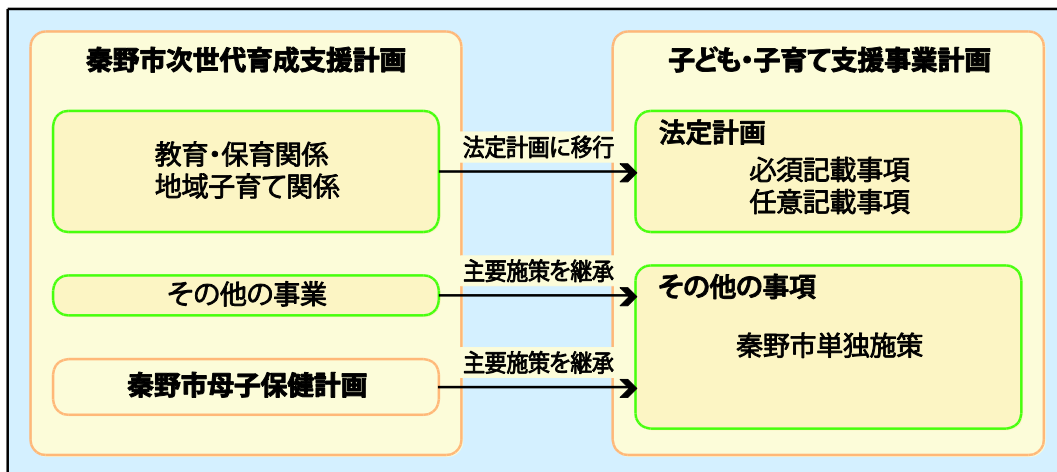 秦野市次世代育成支援計画
教育・保育関係
地域子育て関係
その他の事業
秦野市母子保健計画
法定計画に移行
主要施策を継承
主要施策を継承
子ども・子育て支援事業計画
法定計画
必須記載事項
任意記載事項
その他の事項
秦野市単独施策